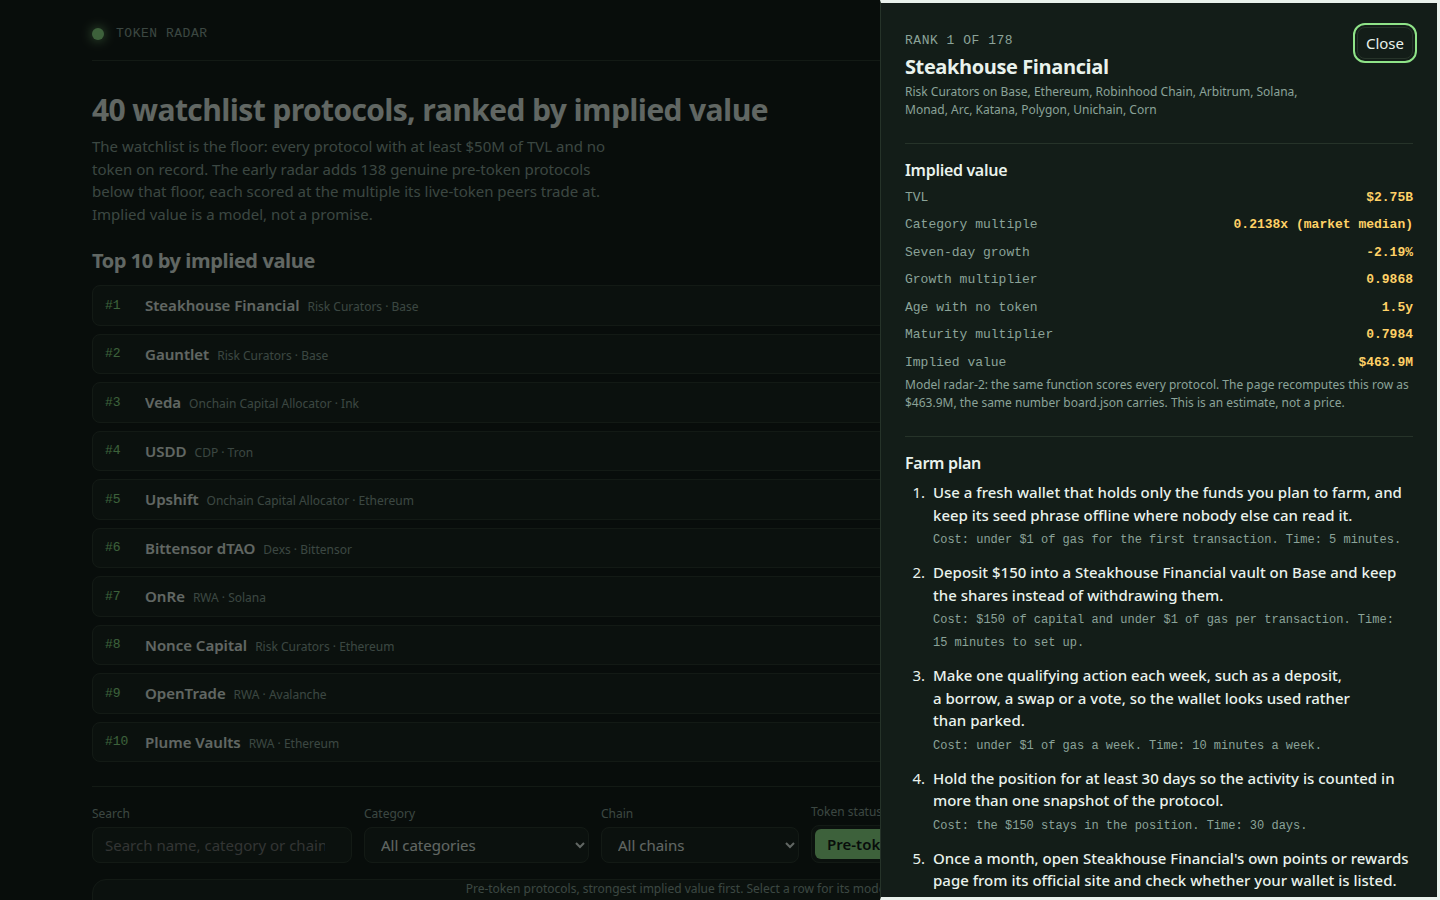 TOKEN RADAR
40 watchlist protocols, ranked by implied value
The watchlist is the floor: every protocol with at least $50M of TVL and no
token on record. The early radar adds 138 genuine pre-token protocols
below that floor, each scored at the multiple its live-token peers trade at.
Implied value is a model, not a promise.
Top 10 by implied value
#1 Steakhouse Financial Risk Curators · Base
#2 Gauntlet Risk Curators · Base
#3 Veda Onchain Capital Allocator · Ink
#4 USDD CDP · Tron
#5 Upshift Onchain Capital Allocator · Ethereum
#6 Bittensor dTAO Dexs · Bittensor
#7 OnRe RWA · Solana
#8 Nonce Capital Risk Curators · Ethereum
#9 OpenTrade RWA · Avalanche
#10 Plume Vaults RWA · Ethereum
Search Category Chain Token status
Search name, category or chain All categories All chains Pre-tok
Pre-token protocols, strongest implied value first. Select a row for its mod
RANK 1 OF 178
Close
Steakhouse Financial
Risk Curators on Base, Ethereum, Robinhood Chain, Arbitrum, Solana,
Monad, Arc, Katana, Polygon, Unichain, Corn
Implied value
TVL $2.75B
Category multiple 0.2138x (market median)
Seven-day growth -2.19%
Growth multiplier 0.9868
Age with no token 1.5y
Maturity multiplier 0.7984
Implied value $463.9M
Model radar-2: the same function scores every protocol. The page recomputes this row as
$463.9M, the same number board.json carries. This is an estimate, not a price.
Farm plan
1. Use a fresh wallet that holds only the funds you plan to farm, and
keep its seed phrase offline where nobody else can read it.
Cost: under $1 of gas for the first transaction. Time: 5 minutes.
2. Deposit $150 into a Steakhouse Financial vault on Base and keep
the shares instead of withdrawing them.
Cost: $150 of capital and under $1 of gas per transaction. Time:
15 minutes to set up.
3. Make one qualifying action each week, such as a deposit,
a borrow, a swap or a vote, so the wallet looks used rather
than parked.
Cost: under $1 of gas a week. Time: 10 minutes a week.
4. Hold the position for at least 30 days so the activity is counted in
more than one snapshot of the protocol.
Cost: the $150 stays in the position. Time: 30 days.
5. Once a month, open Steakhouse Financial's own points or rewards
page from its official site and check whether your wallet is listed.